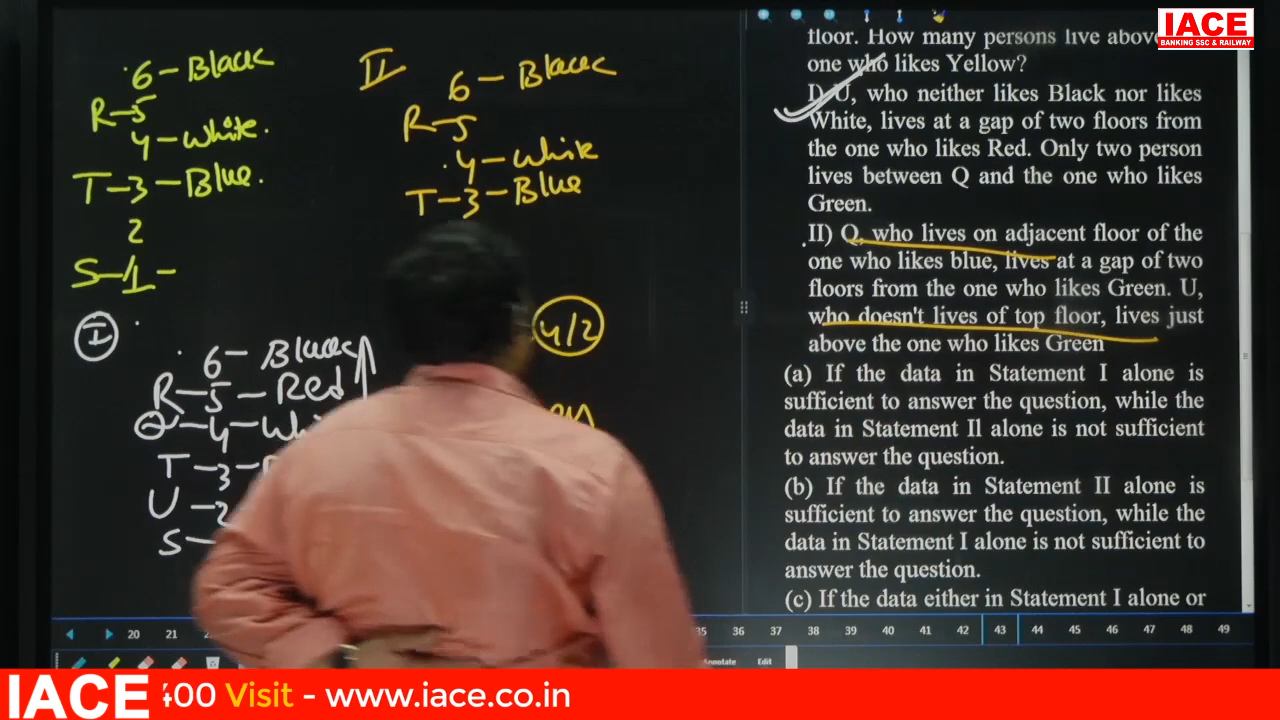 IACE
BANKING SSC & RAILWAY
6 - Black
R - 5
4 - White.
T - 3 - Blue.
2
S - 1 -
II
6 - Black
R - 5
4 - White
T - 3 - Blue
4/2
I
6 - Black
R - 5 - Red
Q - 4 -
T - 3 -
U - 2
S -
floor. How many persons live above
one who likes Yellow?
I) U, who neither likes Black nor likes
White, lives at a gap of two floors from
the one who likes Red. Only two person
lives between Q and the one who likes
Green.
II) Q, who lives on adjacent floor of the
one who likes blue, lives at a gap of two
floors from the one who likes Green. U,
who doesn't lives of top floor, lives just
above the one who likes Green
(a) If the data in Statement I alone is
sufficient to answer the question, while the
data in Statement Il alone is not sufficient
to answer the question.
(b) If the data in Statement II alone is
sufficient to answer the question, while the
data in Statement I alone is not sufficient to
answer the question.
(c) If the data either in Statement I alone or
20 21 35 36 37 38 39 40 41 42 43 44 45 46 47 48 49
Annotate Edit
IACE 400 Visit - www.iace.co.in